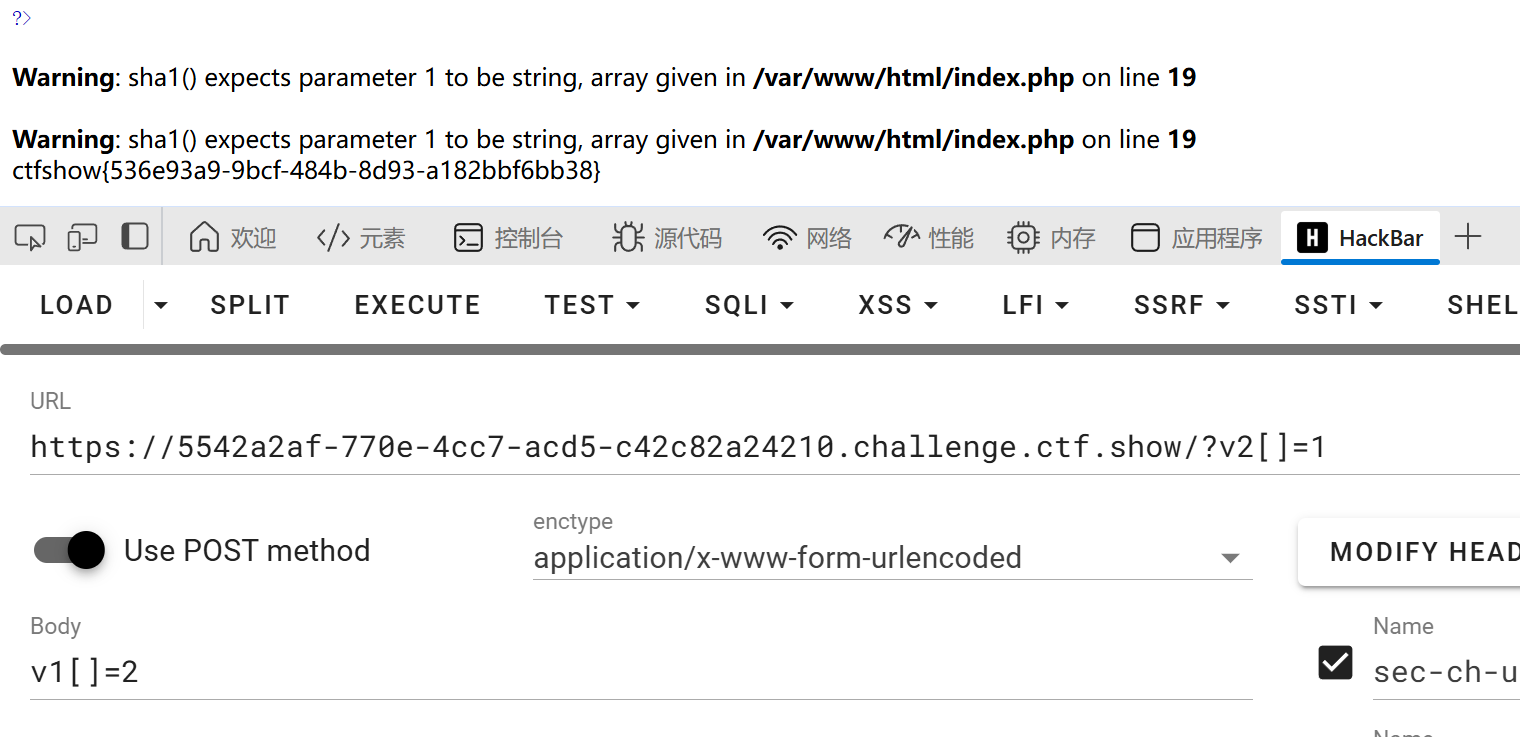 ?>
Warning: sha1() expects parameter 1 to be string, array given in /var/www/html/index.php on line 19
Warning: sha1() expects parameter 1 to be string, array given in /var/www/html/index.php on line 19
ctfshow{536e93a9-9bcf-484b-8d93-a182bbf6bb38}
欢迎 </> 元素 控制台 源代码 网络 性能 内存 应用程序 H HackBar
LOAD SPLIT EXECUTE TEST SQLI XSS LFI SSRF SSTI SHEL
URL
https://5542a2af-770e-4cc7-acd5-c42c82a24210.challenge.ctf.show/?v2[]=1
Use POST method
enctype
application/x-www-form-urlencoded
MODIFY HEAD
Body
v1[]=2
Name
sec-ch-u